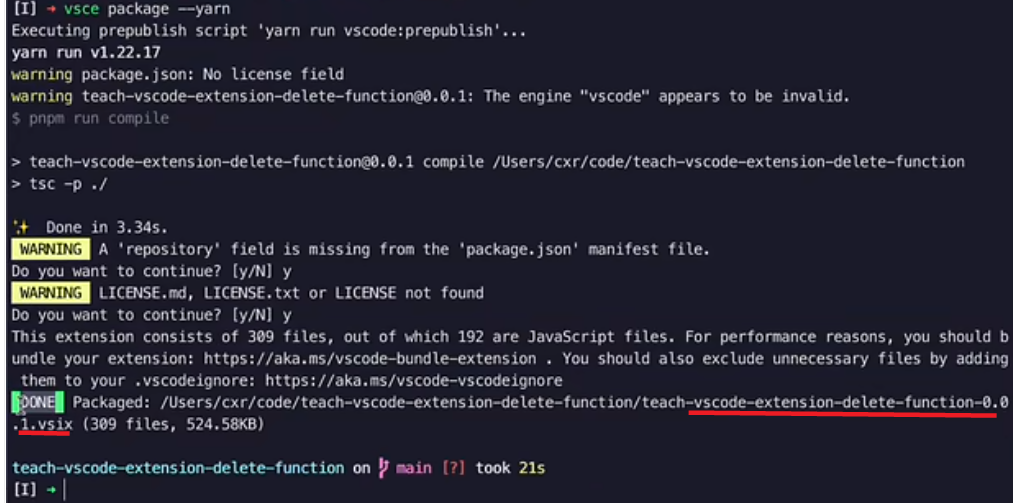 [I] → vsce package --yarn
Executing prepublish script 'yarn run vscode:prepublish'...
yarn run v1.22.17
warning package.json: No license field
warning teach-vscode-extension-delete-function@0.0.1: The engine "vscode" appears to be invalid.
$ pnpm run compile
> teach-vscode-extension-delete-function@0.0.1 compile /Users/cxr/code/teach-vscode-extension-delete-function
> tsc -p ./
✨ Done in 3.34s.
WARNING A 'repository' field is missing from the 'package.json' manifest file.
Do you want to continue? [y/N] y
WARNING LICENSE.md, LICENSE.txt or LICENSE not found
Do you want to continue? [y/N] y
This extension consists of 309 files, out of which 192 are JavaScript files. For performance reasons, you should b
undle your extension: https://aka.ms/vscode-bundle-extension . You should also exclude unnecessary files by adding
them to your .vscodeignore: https://aka.ms/vscode-vscodeignore
DONE Packaged: /Users/cxr/code/teach-vscode-extension-delete-function/teach-vscode-extension-delete-function-0.0
.1.vsix (309 files, 524.58KB)
teach-vscode-extension-delete-function on main [?] took 21s
[I] →